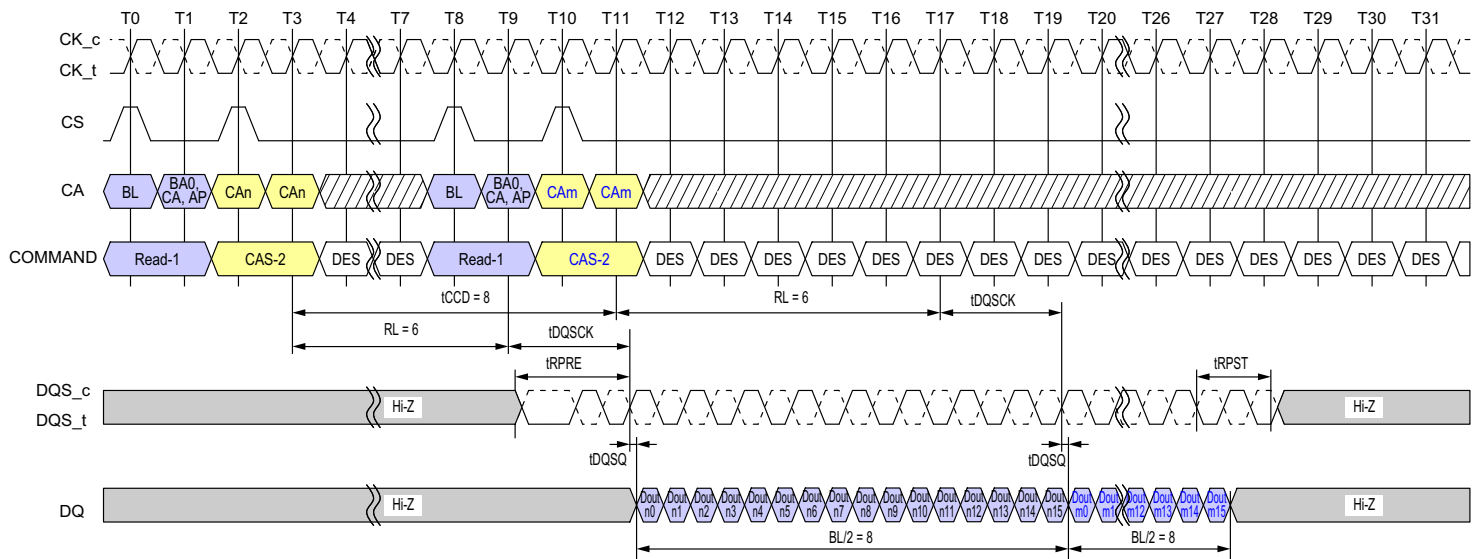 T0 T1 T2 T3 T4 T7 T8 T9 T10 T11 T12 T13 T14 T15 T16 T17 T18 T19 T20 T26 T27 T28 T29 T30 T31
CK_c
CK_t
CS
CA BL BA0, CA, AP CAn CAn BL BA0, CA, AP CAm CAm
COMMAND Read-1 CAS-2 DES DES Read-1 CAS-2 DES DES DES DES DES DES DES DES DES DES DES DES DES DES DES
tCCD = 8 RL = 6 tDQSCK
RL = 6 tDQSCK
tRPRE tRPST
DQS_c
DQS_t Hi-Z Hi-Z
tDQSQ tDQSQ
DQ Hi-Z Dout n0 Dout n1 Dout n2 Dout n3 Dout n4 Dout n5 Dout n6 Dout n7 Dout n8 Dout n9 Dout n10 Dout n11 Dout n12 Dout n13 Dout n14 Dout n15 Dout m0 Dout m1 Dout m12 Dout m13 Dout m14 Dout m15 Hi-Z
BL/2 = 8 BL/2 = 8